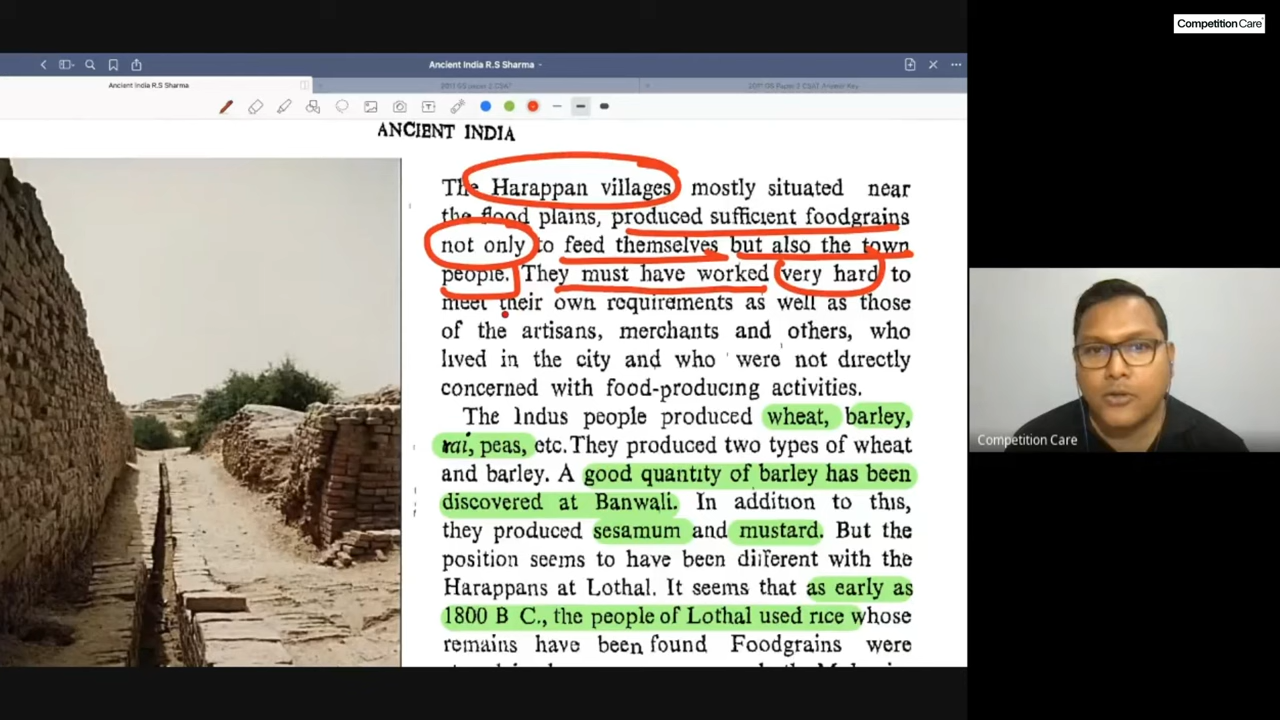 CompetitionCare
Ancient India R.S Sharma
Ancient India R.S Sharma
ANCIENT INDIA
The Harappan villages mostly situated near
the flood plains, produced sufficient foodgrains
not only to feed themselves but also the town
people. They must have worked very hard to
meet their own requirements as well as those
of the artisans, merchants and others, who
lived in the city and who were not directly
concerned with food-producing activities.
The Indus people produced wheat, barley,
rai, peas, etc. They produced two types of wheat
and barley. A good quantity of barley has been
discovered at Banwali. In addition to this,
they produced sesamum and mustard. But the
position seems to have been different with the
Harappans at Lothal. It seems that as early as
1800 B C., the people of Lothal used rice whose
remains have been found Foodgrains were
Competition Care